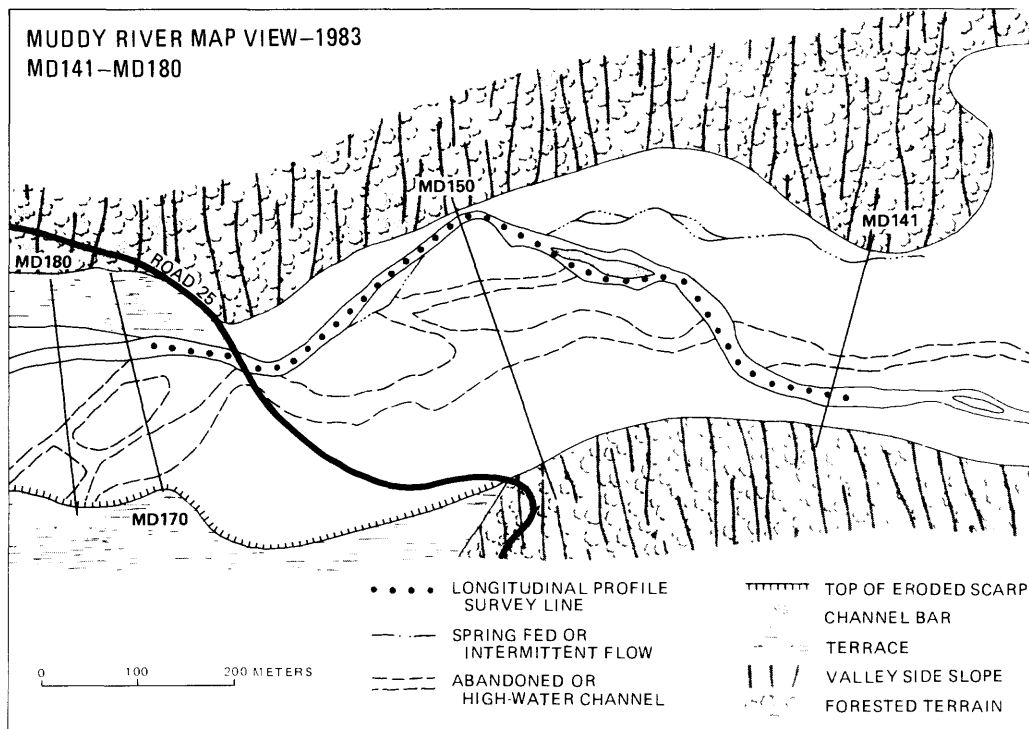 MUDDY RIVER MAP VIEW–1983
MD141–MD180
MD150
MD141
MD180
ROAD 25
MD170
LONGITUDINAL PROFILE
SURVEY LINE
SPRING FED OR
INTERMITTENT FLOW
ABANDONED OR
HIGH-WATER CHANNEL
TOP OF ERODED SCARP
CHANNEL BAR
TERRACE
VALLEY SIDE SLOPE
FORESTED TERRAIN
0 100 200 METERS